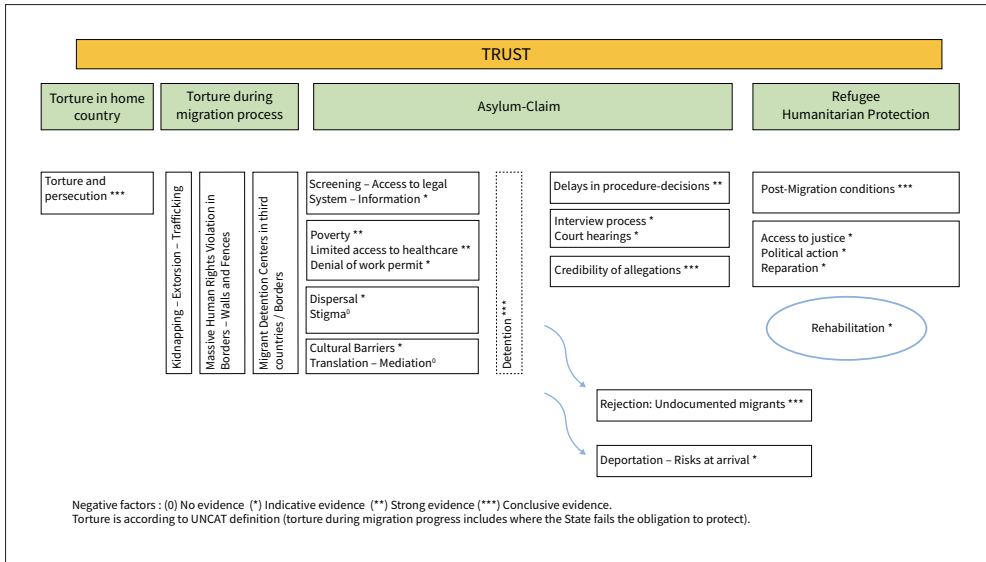 TRUST
Torture in home
country
Torture during
migration process
Asylum-Claim
Refugee
Humanitarian Protection
Torture and
persecution ***
Kidnapping – Extorsion – Trafficking
Massive Human Rights Violation in
Borders – Walls and Fences
Migrant Detention Centers in third
countries / Borders
Screening – Access to legal
System – Information *
Poverty **
Limited access to healthcare **
Denial of work permit *
Dispersal *
Stigma⁰
Cultural Barriers *
Translation – Mediation⁰
Detention ***
Delays in procedure-decisions **
Interview process *
Court hearings *
Credibility of allegations ***
Rejection: Undocumented migrants ***
Deportation – Risks at arrival *
Post-Migration conditions ***
Access to justice *
Political action *
Reparation *
Rehabilitation *
Negative factors : (0) No evidence (*) Indicative evidence (**) Strong evidence (***) Conclusive evidence.
Torture is according to UNCAT definition (torture during migration progress includes where the State fails the obligation to protect).